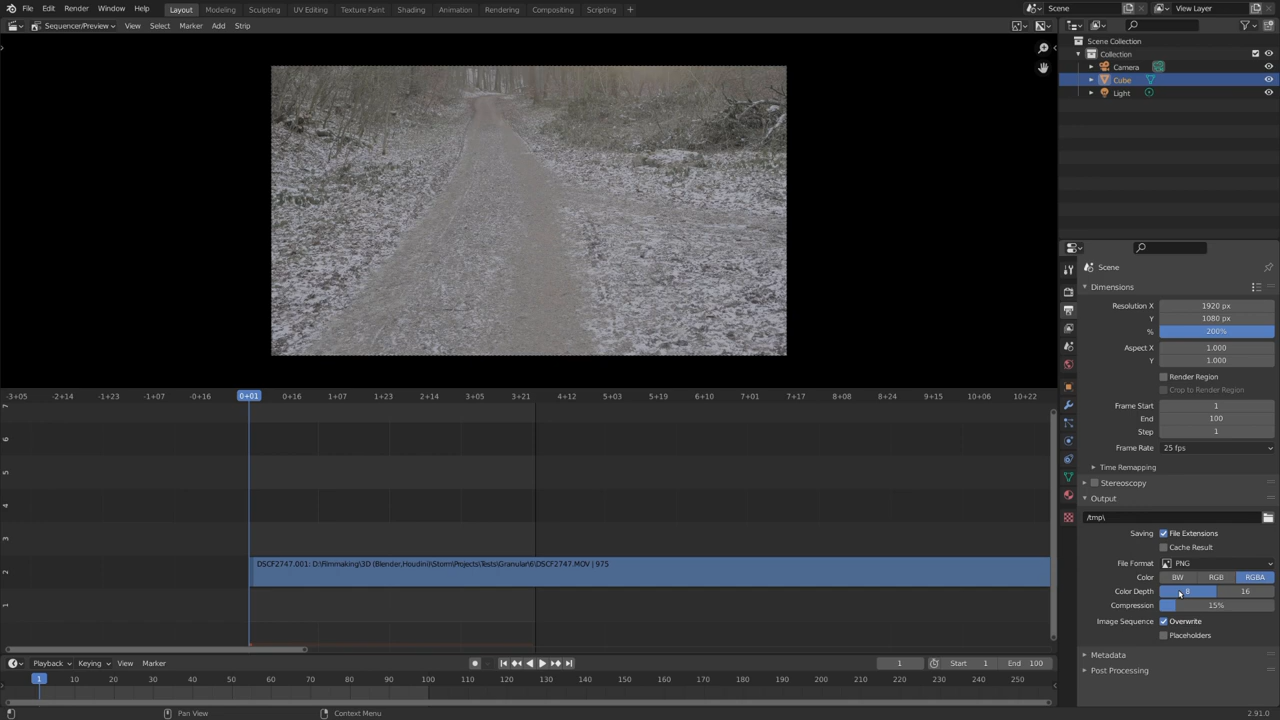 File Edit Render Window Help Layout Modeling Sculpting UV Editing Texture Paint Shading Animation Rendering Compositing Scripting + Scene View Layer
Sequencer/Preview View Select Marker Add Strip
Scene Collection
Collection
Camera
Cube
Light
Scene
Dimensions
Resolution X 1920 px
Y 1080 px
% 200%
Aspect X 1.000
Y 1.000
Render Region
Crop to Render Region
Frame Start 1
End 100
Step 1
Frame Rate 25 fps
Time Remapping
Stereoscopy
Output
/tmp\
Saving File Extensions
Cache Result
File Format PNG
Color BW RGB RGBA
Color Depth 8 16
Compression 15%
Image Sequence Overwrite
Placeholders
Metadata
Post Processing
-3+05 -2+14 -1+23 -1+07 -0+16 0+01 0+16 1+07 1+23 2+14 3+05 3+21 4+12 5+03 5+19 6+10 7+01 7+17 8+08 8+24 9+15 10+06 10+22
7
6
5
4
3
2
1
DSCF2747.001: D:\Filmmaking\3D (Blender,Houdini)\Storm\Projects\Tests\Granular\6\DSCF2747.MOV | 975
Playback Keying View Marker 1 Start 1 End 100
1 10 20 30 40 50 60 70 80 90 100 110 120 130 140 150 160 170 180 190 200 210 220 230 240 250
Pan View Context Menu 2.91.0